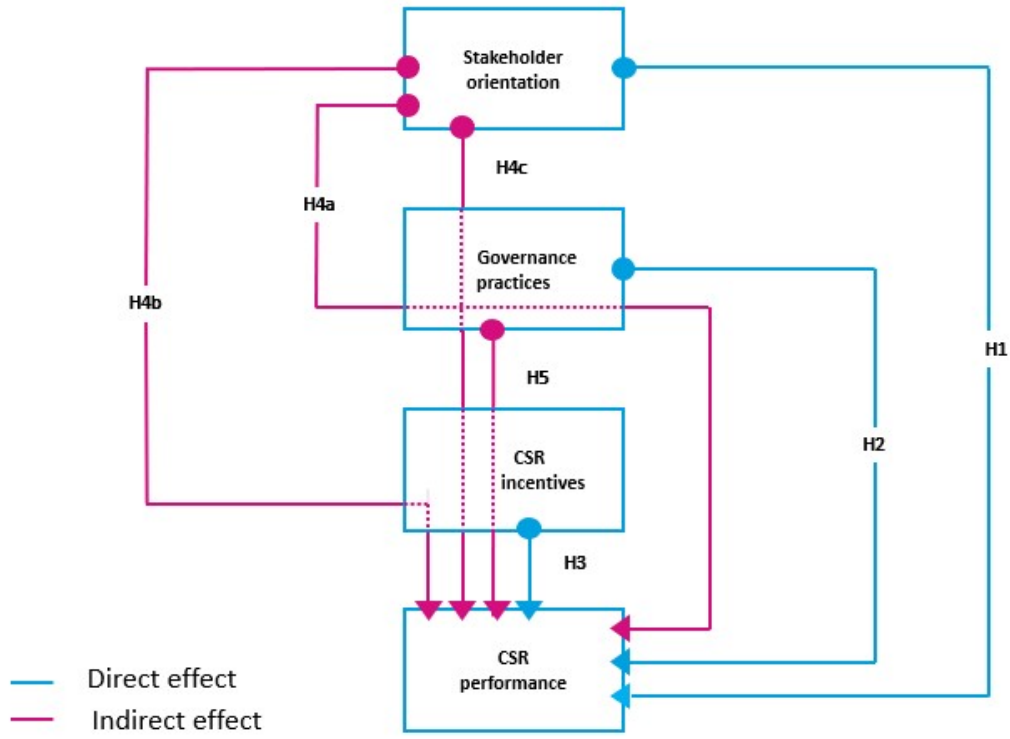 Stakeholder
orientation
H4c
H4a
Governance
practices
H4b
H1
H5
H2
CSR
incentives
H3
CSR
performance
Direct effect
Indirect effect